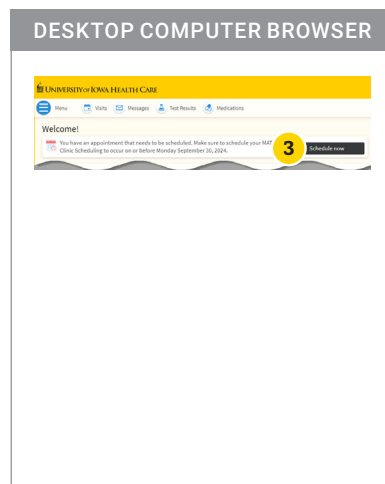 DESKTOP COMPUTER BROWSER
UNIVERSITY OF IOWA HEALTH CARE
Menu Visits Messages Test Results Medications
Welcome!
You have an appointment that needs to be scheduled. Make sure to schedule your MAT
Clinic Scheduling to occur on or before Monday September 30, 2024.
3
Schedule now